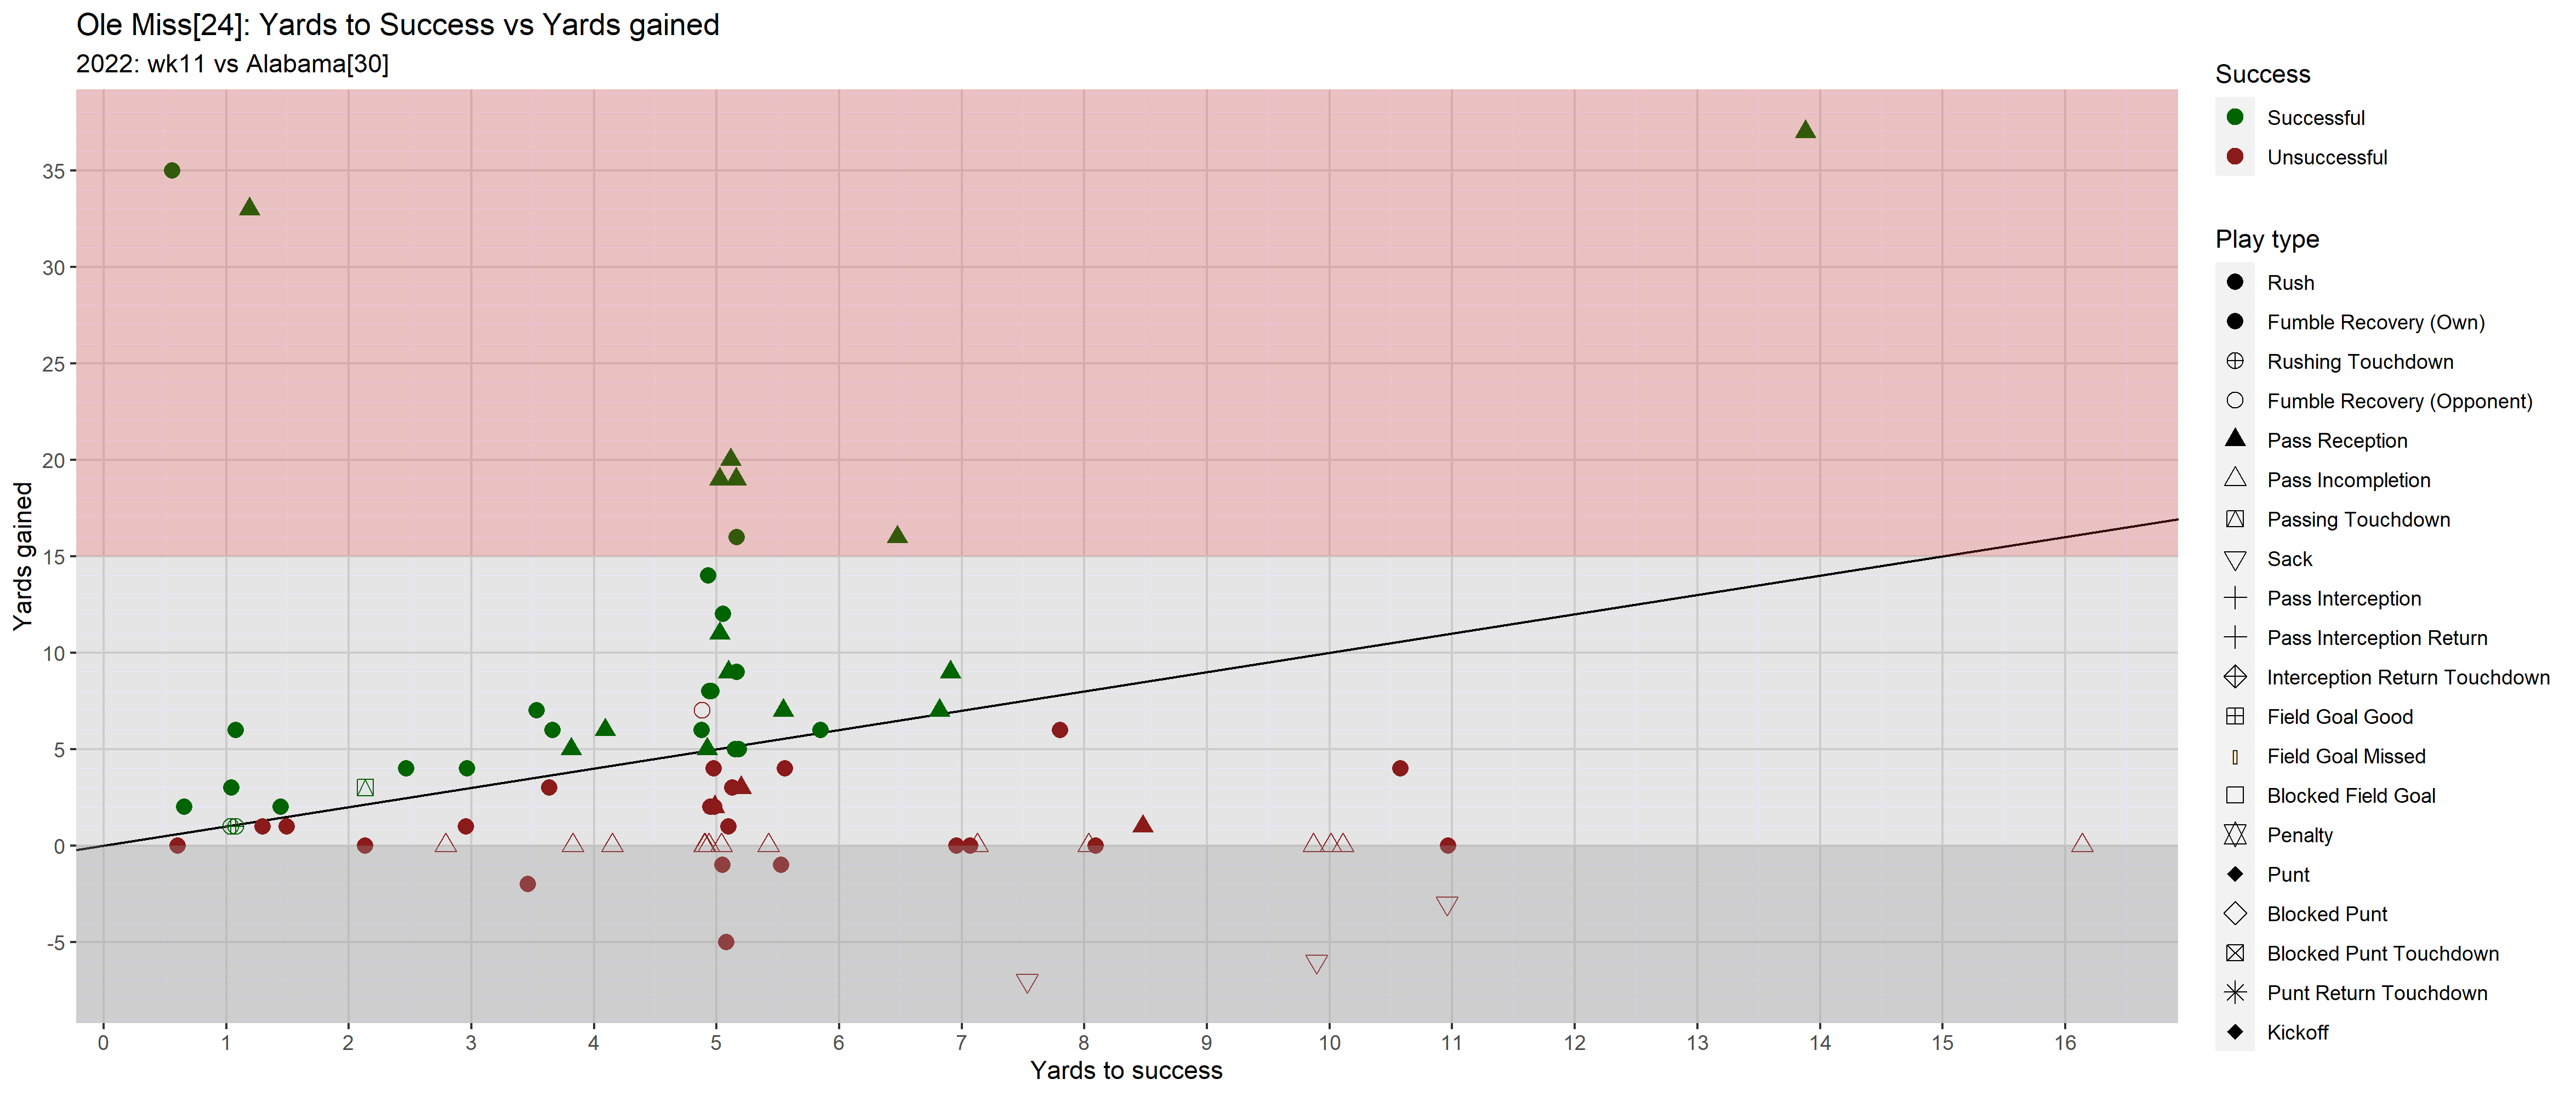 Ole Miss[24]: Yards to Success vs Yards gained
2022: wk11 vs Alabama[30]
35
30
25
20
15
10
5
0
-5
Yards gained
0 1 2 3 4 5 6 7 8 9 10 11 12 13 14 15 16
Yards to success
Success
Successful
Unsuccessful
Play type
Rush
Fumble Recovery (Own)
Rushing Touchdown
Fumble Recovery (Opponent)
Pass Reception
Pass Incompletion
Passing Touchdown
Sack
Pass Interception
Pass Interception Return
Interception Return Touchdown
Field Goal Good
Field Goal Missed
Blocked Field Goal
Penalty
Punt
Blocked Punt
Blocked Punt Touchdown
Punt Return Touchdown
Kickoff